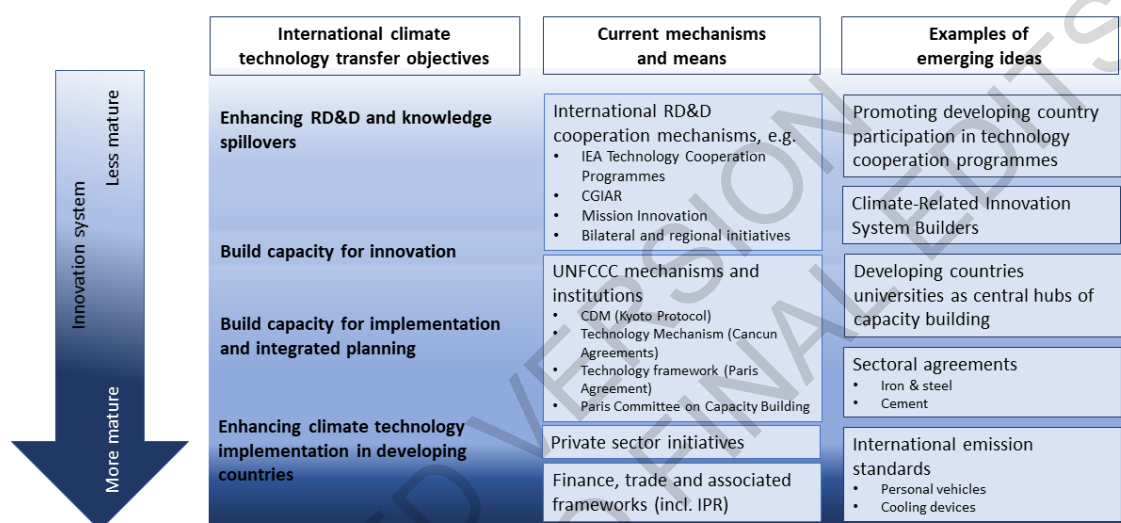 International climate
technology transfer objectives
Current mechanisms
and means
Examples of
emerging ideas
Innovation system
Less mature
More mature
Enhancing RD&D and knowledge
spillovers
Build capacity for innovation
Build capacity for implementation
and integrated planning
Enhancing climate technology
implementation in developing
countries
International RD&D
cooperation mechanisms, e.g.
• IEA Technology Cooperation
Programmes
• CGIAR
• Mission Innovation
• Bilateral and regional initiatives
UNFCCC mechanisms and
institutions
• CDM (Kyoto Protocol)
• Technology Mechanism (Cancun
Agreements)
• Technology framework (Paris
Agreement)
• Paris Committee on Capacity Building
Private sector initiatives
Finance, trade and associated
frameworks (incl. IPR)
Promoting developing country
participation in technology
cooperation programmes
Climate-Related Innovation
System Builders
Developing countries
universities as central hubs of
capacity building
Sectoral agreements
• Iron & steel
• Cement
International emission
standards
• Personal vehicles
• Cooling devices
VERSION
FINAL EDITS